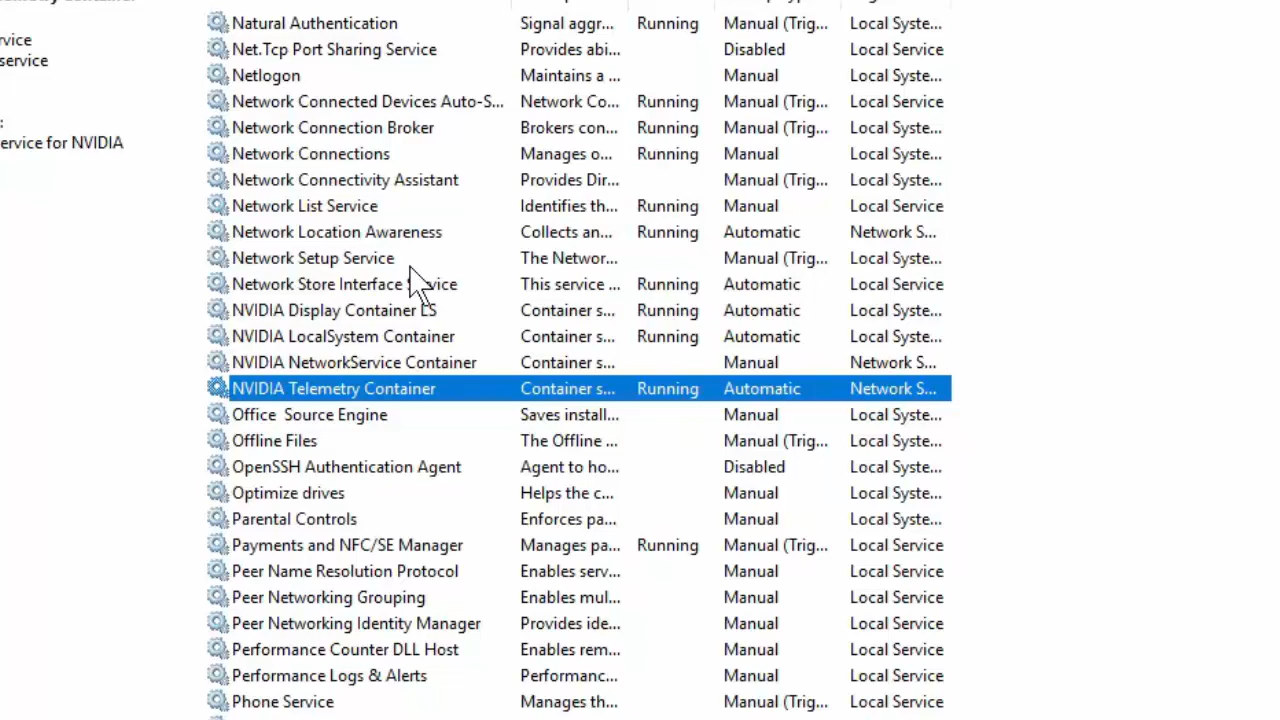 rvice
service
:
ervice for NVIDIA
Natural Authentication Signal aggr... Running Manual (Trig... Local Syste...
Net.Tcp Port Sharing Service Provides abi... Disabled Local Service
Netlogon Maintains a ... Manual Local Syste...
Network Connected Devices Auto-S... Network Co... Running Manual (Trig... Local Service
Network Connection Broker Brokers con... Running Manual (Trig... Local Syste...
Network Connections Manages o... Running Manual Local Syste...
Network Connectivity Assistant Provides Dir... Manual (Trig... Local Syste...
Network List Service Identifies th... Running Manual Local Service
Network Location Awareness Collects an... Running Automatic Network S...
Network Setup Service The Networ... Manual (Trig... Local Syste...
Network Store Interface Service This service ... Running Automatic Local Service
NVIDIA Display Container LS Container s... Running Automatic Local Syste...
NVIDIA LocalSystem Container Container s... Running Automatic Local Syste...
NVIDIA NetworkService Container Container s... Manual Network S...
NVIDIA Telemetry Container Container s... Running Automatic Network S...
Office  Source Engine Saves install... Manual Local Syste...
Offline Files The Offline ... Manual (Trig... Local Syste...
OpenSSH Authentication Agent Agent to ho... Disabled Local Syste...
Optimize drives Helps the c... Manual Local Syste...
Parental Controls Enforces pa... Manual Local Syste...
Payments and NFC/SE Manager Manages pa... Running Manual (Trig... Local Service
Peer Name Resolution Protocol Enables serv... Manual Local Service
Peer Networking Grouping Enables mul... Manual Local Service
Peer Networking Identity Manager Provides ide... Manual Local Service
Performance Counter DLL Host Enables rem... Manual Local Service
Performance Logs & Alerts Performanc... Manual Local Service
Phone Service Manages th... Manual (Trig... Local Service